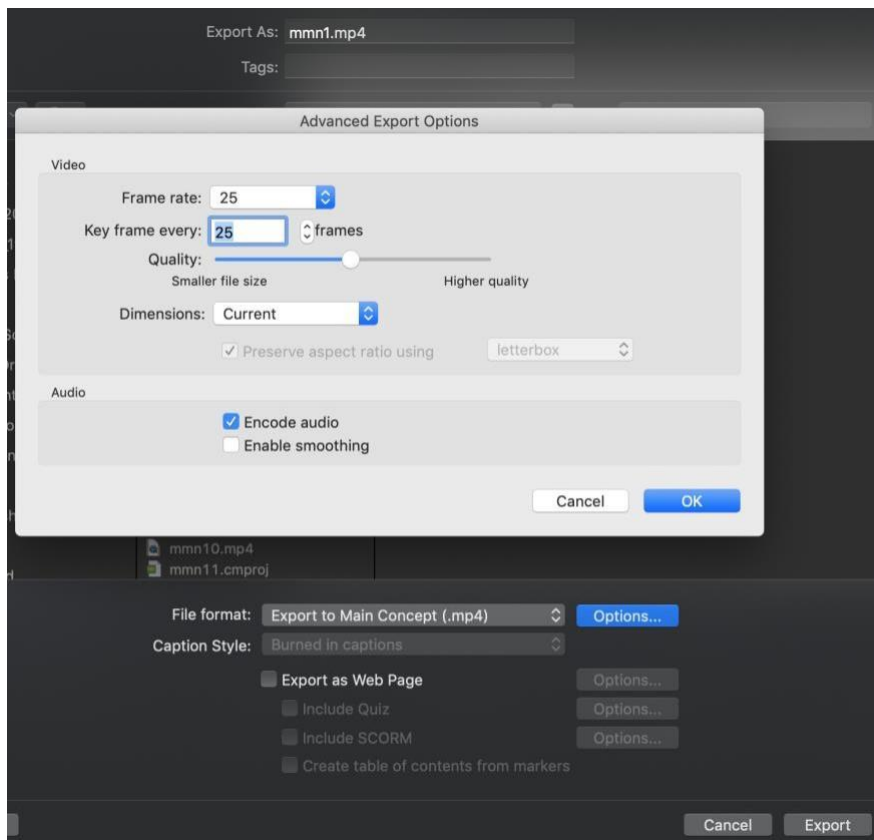 Export As: mmn1.mp4
Tags:
Advanced Export Options
Video
Frame rate: 25
Key frame every: 25 frames
Quality:
Smaller file size Higher quality
Dimensions: Current
Preserve aspect ratio using letterbox
Audio
Encode audio
Enable smoothing
Cancel OK
mmn10.mp4
mmn11.cmproj
File format: Export to Main Concept (.mp4) Options...
Caption Style: Burned in captions
Export as Web Page Options...
Include Quiz Options...
Include SCORM Options...
Create table of contents from markers
Cancel Export